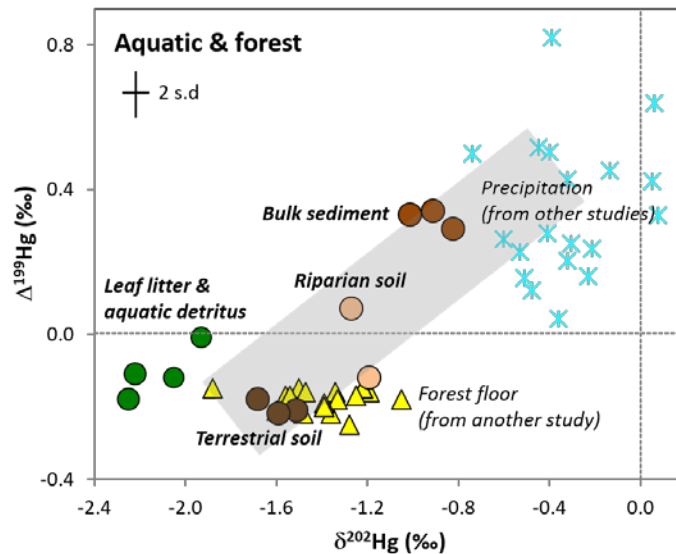 Aquatic & forest
2 s.d
Precipitation
(from other studies)
Bulk sediment
Riparian soil
Leaf litter &
aquatic detritus
Forest floor
(from another study)
Terrestrial soil
0.8
0.4
0.0
-0.4
Δ¹⁹⁹Hg (‰)
-2.4 -2.0 -1.6 -1.2 -0.8 -0.4 0.0
δ²⁰²Hg (‰)